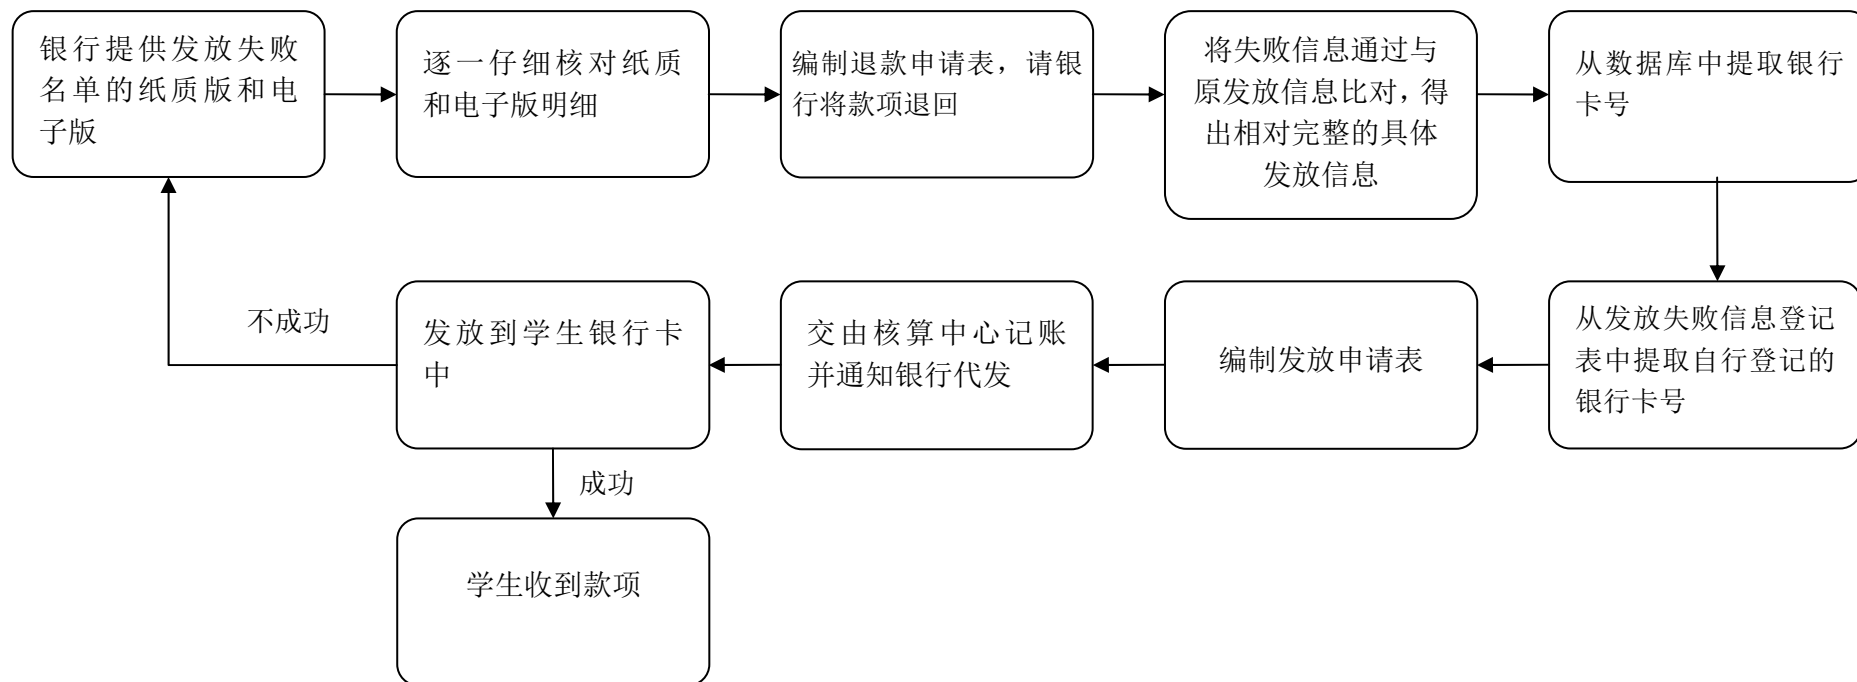 银行提供发放失败
名单的纸质版和电
子版
逐一仔细核对纸质
和电子版明细
编制退款申请表，请银
行将款项退回
将失败信息通过与
原发放信息比对，得
出相对完整的具体
发放信息
从数据库中提取银行
卡号
从发放失败信息登记
表中提取自行登记的
银行卡号
编制发放申请表
交由核算中心记账
并通知银行代发
发放到学生银行卡
中
不成功
成功
学生收到款项